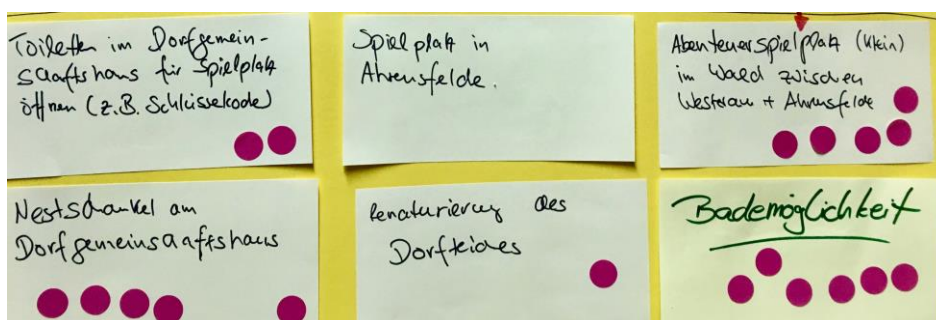 Toiletten im Dorfgemein-
schaftshaus für Spielplatz
öffnen (z.B. Schlüsselkode)
Spielplatz in
Ahrensfelde.
Abenteuerspielplatz (klein)
im Wald zwischen
Westerau + Ahrensfelde
Nestschaukel am
Dorfgemeinschaftshaus
Renaturierung des
Dorfteiches
Bademöglichkeit